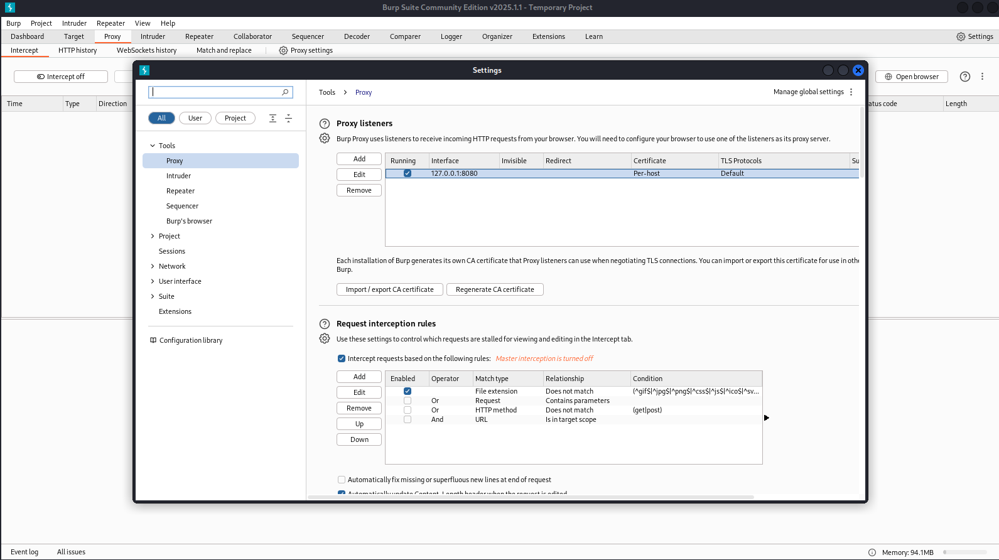 Burp Suite Community Edition v2025.1.1 - Temporary Project
Burp Project Intruder Repeater View Help
Dashboard Target Proxy Intruder Repeater Collaborator Sequencer Decoder Comparer Logger Organizer Extensions Learn Settings
Intercept HTTP history WebSockets history Match and replace Proxy settings
Intercept off
Open browser
Time Type Direction
atus code Length
Settings
Tools > Proxy
Manage global settings
All User Project
Tools
Proxy
Intruder
Repeater
Sequencer
Burp's browser
Project
Sessions
Network
User interface
Suite
Extensions
Configuration library
Proxy listeners
Burp Proxy uses listeners to receive incoming HTTP requests from your browser. You will need to configure your browser to use one of the listeners as its proxy server.
Add
Edit
Remove
Running Interface Invisible Redirect Certificate TLS Protocols Su
127.0.0.1:8080 Per-host Default
Each installation of Burp generates its own CA certificate that Proxy listeners can use when negotiating TLS connections. You can import or export this certificate for use in othe
Burp.
Import / export CA certificate Regenerate CA certificate
Request interception rules
Use these settings to control which requests are stalled for viewing and editing in the Intercept tab.
Intercept requests based on the following rules: Master interception is turned off
Add
Edit
Remove
Up
Down
Enabled Operator Match type Relationship Condition
File extension Does not match (^gif$|^jpg$|^png$|^css$|^js$|^ico$|^sv...
Or Request Contains parameters
Or HTTP method Does not match (get|post)
And URL Is in target scope
Automatically fix missing or superfluous new lines at end of request
Automatically update Content-Length header when the request is edited
Event log All issues
Memory: 94.1MB